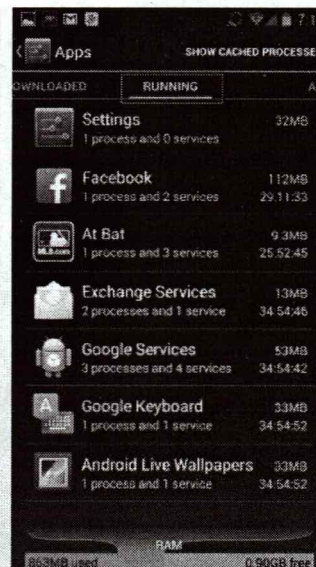 Apps
SHOW CACHED PROCESSE
OWNLOADED RUNNING A
Settings 32MB
1 process and 0 services
Facebook 112MB
1 process and 2 services 29:11:33
MLB.com
At Bat 9.3MB
1 process and 3 services 25:52:45
Exchange Services 13MB
2 processes and 1 service 34:54:46
Google Services 53MB
3 processes and 4 services 34:54:42
A
Google Keyboard 33MB
1 process and 1 service 34:54:52
Android Live Wallpapers 33MB
1 process and 1 service 34:54:52
RAM
863MB used 0.90GB free